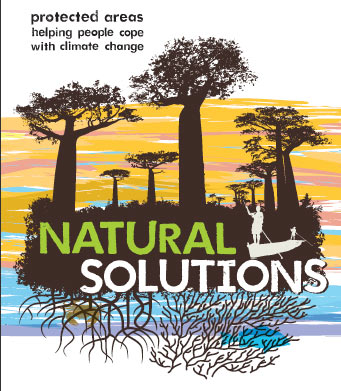 protected areas
helping people cope
with climate change
NATURAL
SOLUTIONS